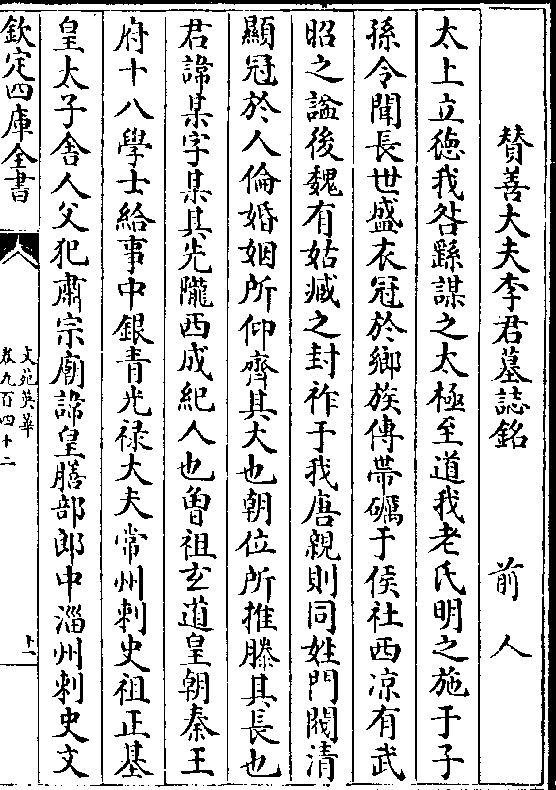 贊善大夫李君墓誌銘　前人
太上立徳我咎繇謀之太極至道我老氏明之施于子
孫令聞長世盛衣冠於鄉族傳帶礪于侯社西凉有武
昭之諡後魏有姑臧之封祚于我唐親則同姓門閥清
顯冠於人倫婚姻所仰齊其大也朝位所推滕其長也
君諱某字某其先隴西成紀人也曾祖玄道皇朝秦王
府十八學士給事中銀青光禄大夫常州刺史祖正基
皇太子舎人父犯肅宗廟諱皇膳部郎中淄州刺史文
欽定四庫全書
文苑英華
卷九百四十二
十一